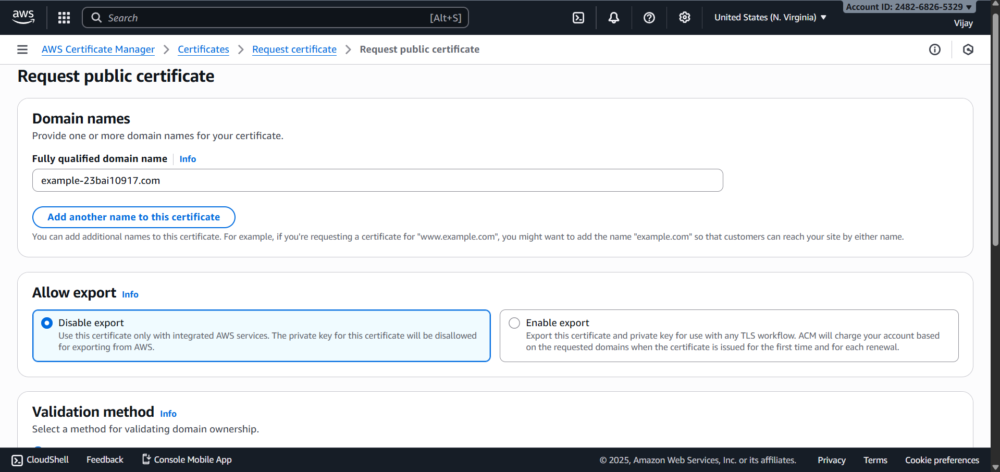 aws
Search
[Alt+S]
United States (N. Virginia)
Account ID: 2482-6826-5329
Vijay
AWS Certificate Manager
Certificates
Request certificate
Request public certificate
Request public certificate
Domain names
Provide one or more domain names for your certificate.
Fully qualified domain name
Info
example-23bai10917.com
Add another name to this certificate
You can add additional names to this certificate. For example, if you're requesting a certificate for "www.example.com", you might want to add the name "example.com" so that customers can reach your site by either name.
Allow export
Info
Disable export
Use this certificate only with integrated AWS services. The private key for this certificate will be disallowed
for exporting from AWS.
Enable export
Export this certificate and private key for use with any TLS workflow. ACM will charge your account based
on the requested domains when the certificate is issued for the first time and for each renewal.
Validation method
Info
Select a method for validating domain ownership.
CloudShell
Feedback
Console Mobile App
© 2025, Amazon Web Services, Inc. or its affiliates.
Privacy
Terms
Cookie preferences